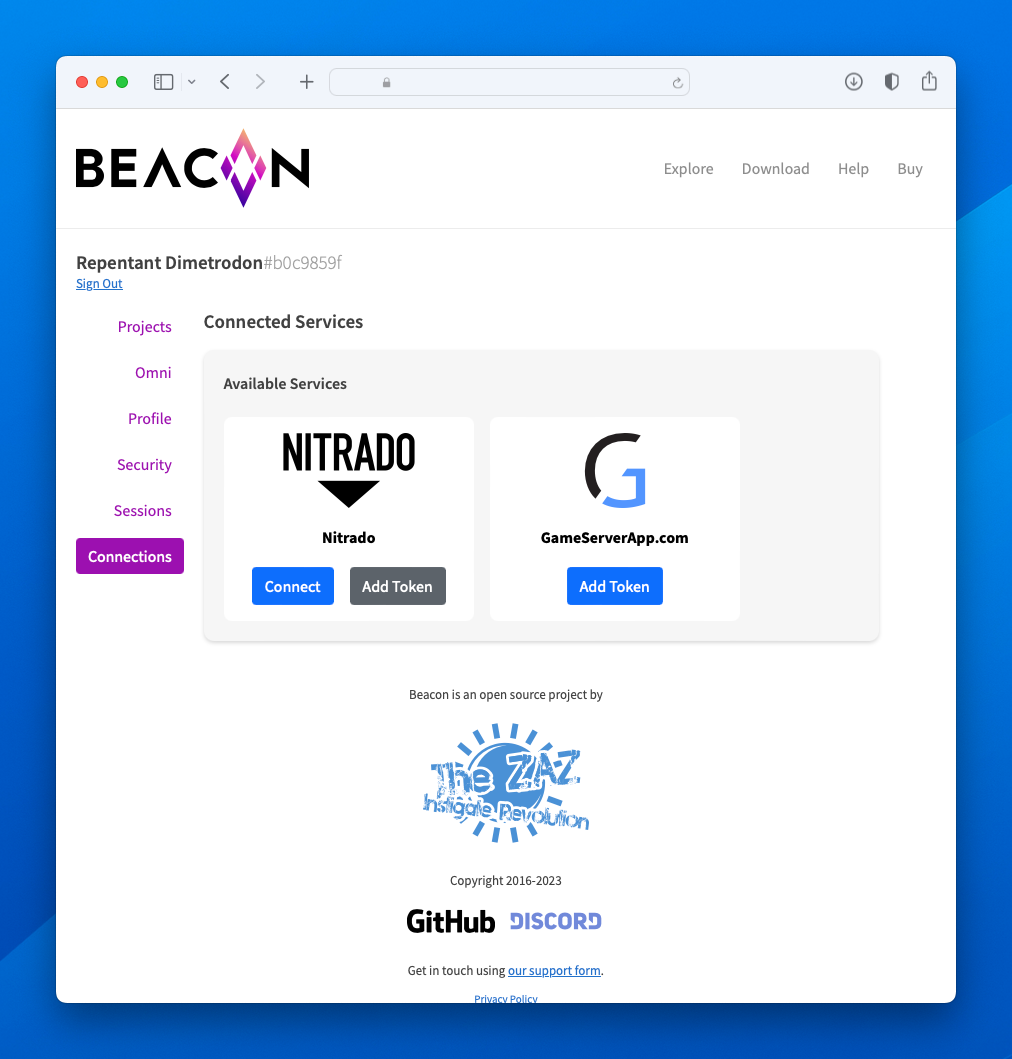 BEACON
Explore Download Help Buy
Repentant Dimetrodon#b0c9859f
Sign Out
Projects
Omni
Profile
Security
Sessions
Connections
Connected Services
Available Services
NITRADO
Nitrado
Connect Add Token
G
GameServerApp.com
Add Token
Beacon is an open source project by
The ZAZ
Instigate Revolution
Copyright 2016-2023
GitHub DISCORD
Get in touch using our support form.
Privacy Policy